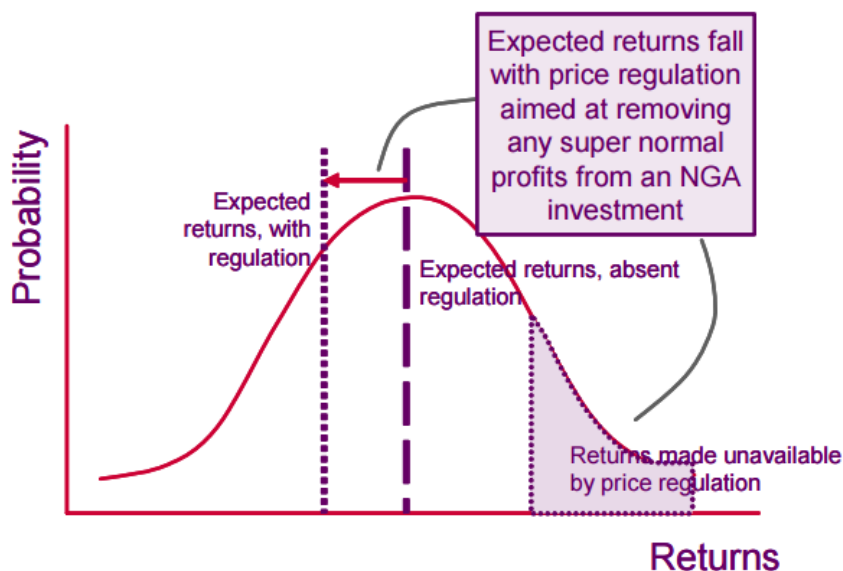 Expected returns fall
with price regulation
aimed at removing
any super normal
profits from an NGA
investment
Probability
Expected
returns, with
regulation
Expected returns, absent
regulation
Returns made unavailable
by price regulation
Returns